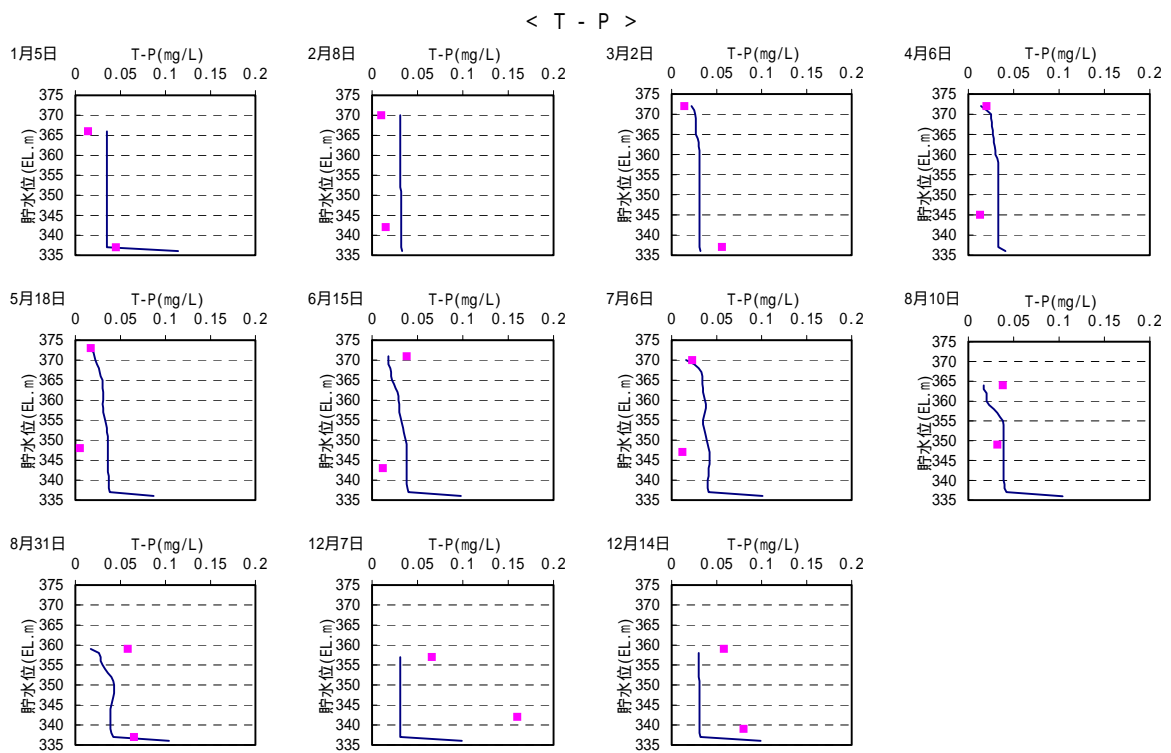 < T - P >
1月5日 T-P(mg/L) 2月8日 T-P(mg/L) 3月2日 T-P(mg/L) 4月6日 T-P(mg/L)
0 0.05 0.1 0.15 0.2 0 0.05 0.1 0.15 0.2 0 0.05 0.1 0.15 0.2 0 0.05 0.1 0.15 0.2
375 375 375 375
370 370 370 370
365 365 365 365
360 360 360 360
355 355 355 355
350 350 350 350
345 345 345 345
340 340 340 340
335 335 335 335
貯水位(EL.m) 貯水位(EL.m) 貯水位(EL.m) 貯水位(EL.m)
5月18日 T-P(mg/L) 6月15日 T-P(mg/L) 7月6日 T-P(mg/L) 8月10日 T-P(mg/L)
0 0.05 0.1 0.15 0.2 0 0.05 0.1 0.15 0.2 0 0.05 0.1 0.15 0.2 0 0.05 0.1 0.15 0.2
375 375 375 375
370 370 370 370
365 365 365 365
360 360 360 360
355 355 355 355
350 350 350 350
345 345 345 345
340 340 340 340
335 335 335 335
貯水位(EL.m) 貯水位(EL.m) 貯水位(EL.m) 貯水位(EL.m)
8月31日 T-P(mg/L) 12月7日 T-P(mg/L) 12月14日 T-P(mg/L)
0 0.05 0.1 0.15 0.2 0 0.05 0.1 0.15 0.2 0 0.05 0.1 0.15 0.2
375 375 375
370 370 370
365 365 365
360 360 360
355 355 355
350 350 350
345 345 345
340 340 340
335 335 335
貯水位(EL.m) 貯水位(EL.m) 貯水位(EL.m)